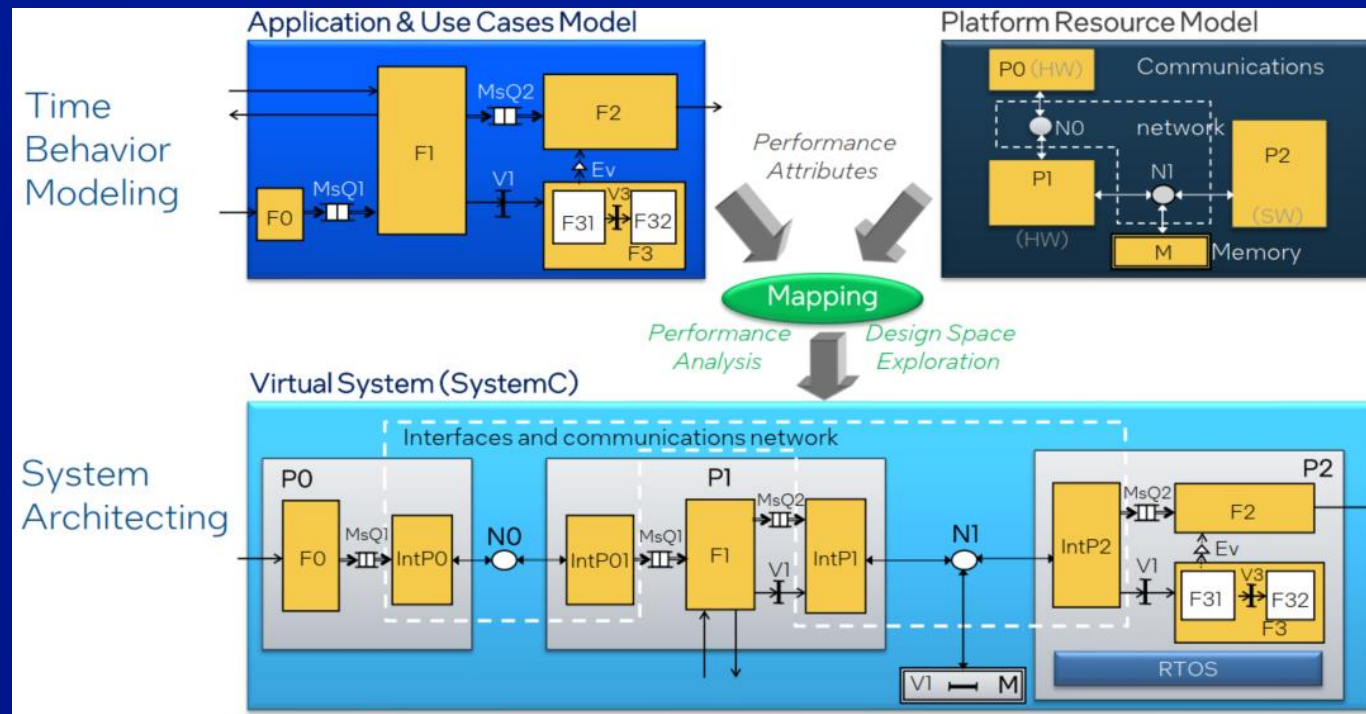 Application & Use Cases Model
Platform Resource Model
Time
Behavior
Modeling
MsQ2
F2
F1
Ev
V1
MsQ1
F0
F31
V3
F32
F3
Performance
Attributes
P0 (HW)
Communications
N0
network
P2
P1
N1
(SW)
(HW)
M
Memory
Mapping
Performance
Analysis
Design Space
Exploration
Virtual System (SystemC)
System
Architecting
Interfaces and communications network
P0
F0
MsQ1
IntP0
N0
P1
IntP01
MsQ1
F1
MsQ2
V1
IntP1
N1
V1
M
P2
IntP2
MsQ2
F2
Ev
V1
F31
V3
F32
F3
RTOS